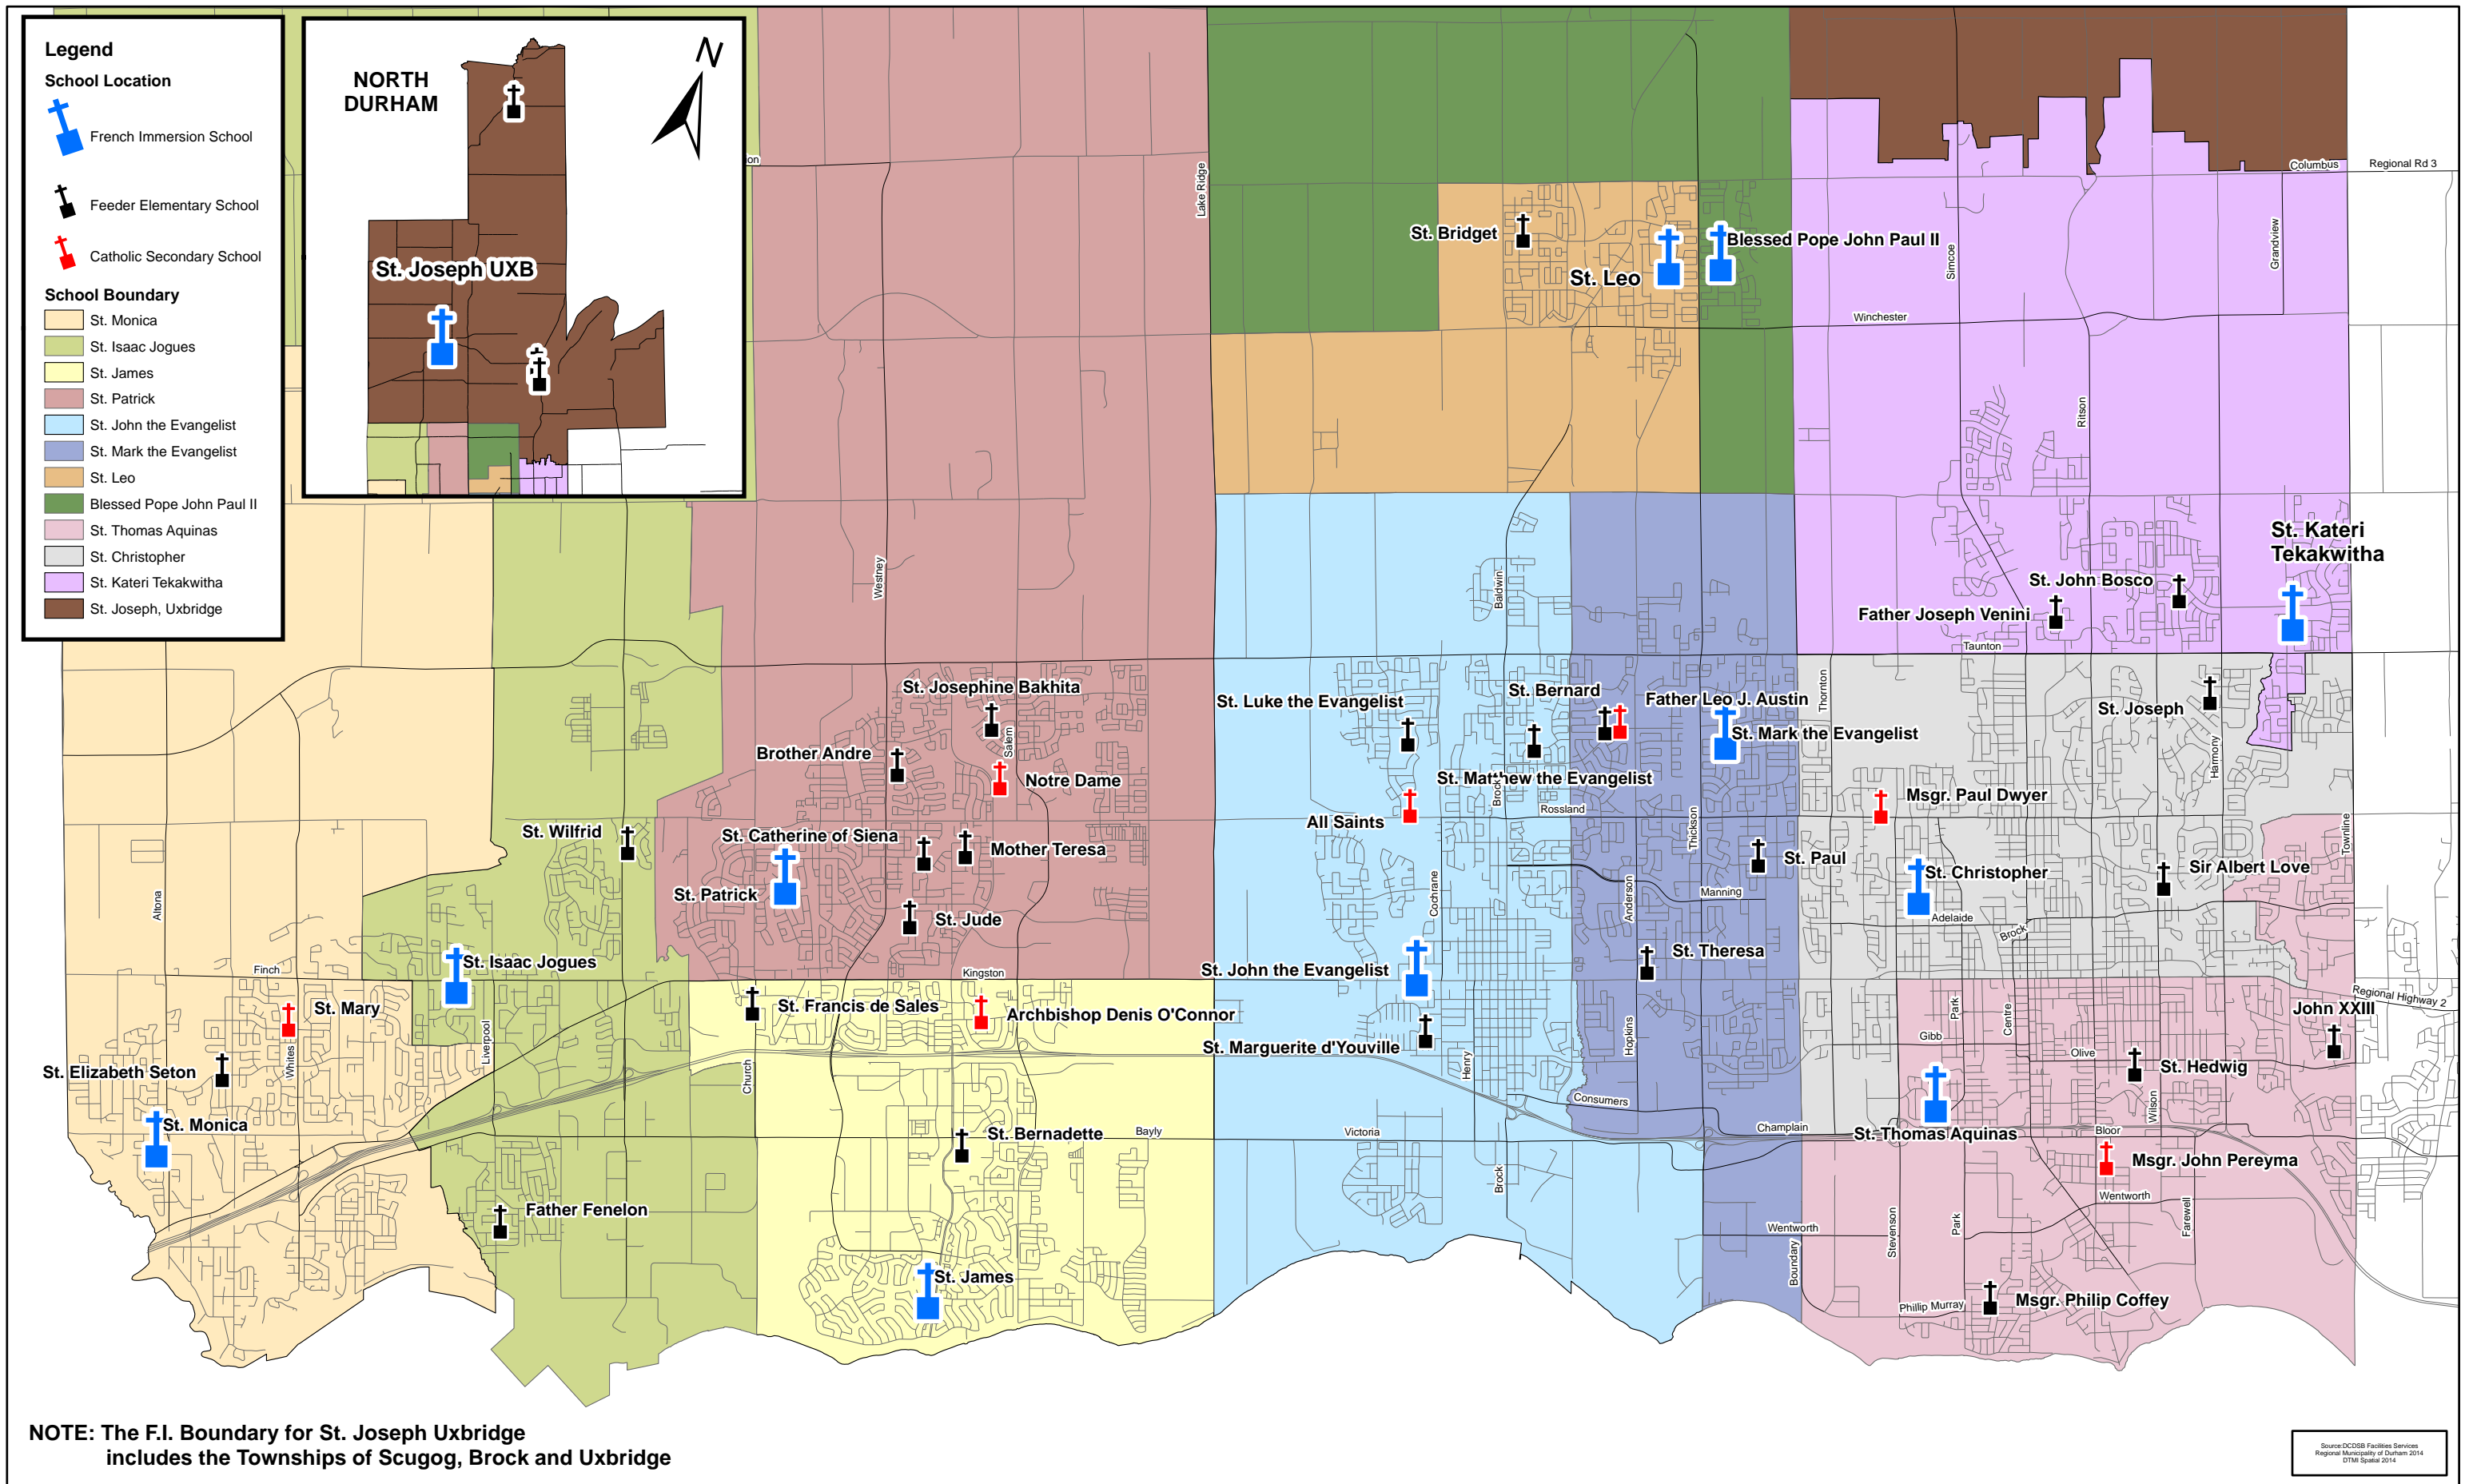 Legend
School Location
French Immersion School
Feeder Elementary School
Catholic Secondary School
School Boundary
St. Monica
St. Isaac Jogues
St. James
St. Patrick
St. John the Evangelist
St. Mark the Evangelist
St. Leo
Blessed Pope John Paul II
St. Thomas Aquinas
St. Christopher
St. Kateri Tekakwitha
St. Joseph, Uxbridge
NORTH
DURHAM
N
St. Joseph UXB
Lake Ridge
Columbus
Regional Rd 3
St. Bridget
Blessed Pope John Paul II
St. Leo
Simcoe
Grandview
Winchester
Ritson
Westney
Baldwin
St. Kateri
Tekakwitha
St. John Bosco
Father Joseph Venini
Taunton
St. Josephine Bakhita
St. Luke the Evangelist
St. Bernard
Father Leo J. Austin
Thornton
St. Joseph
Salem
Brother Andre
St. Mark the Evangelist
Harmony
Notre Dame
St. Matthew the Evangelist
Brock
Rossland
Msgr. Paul Dwyer
St. Wilfrid
St. Catherine of Siena
All Saints
Thickson
Townline
Mother Teresa
St. Paul
St. Christopher
Sir Albert Love
St. Patrick
Altona
Cochrane
Anderson
Manning
St. Jude
Adelaide
Brock
St. Isaac Jogues
Finch
Kingston
St. John the Evangelist
St. Theresa
St. Mary
St. Francis de Sales
Archbishop Denis O'Connor
Regional Highway 2
John XXIII
Park
Centre
Gibb
Whites
Liverpool
St. Marguerite d'Youville
Hopkins
Olive
St. Elizabeth Seton
Church
Henry
St. Hedwig
Consumers
Wilson
St. Monica
St. Bernadette
Bayly
Victoria
Champlain
St. Thomas Aquinas
Bloor
Msgr. John Pereyma
Brock
Wentworth
Father Fenelon
Wentworth
Stevenson
Park
Farewell
Boundary
St. James
Phillip Murray
Msgr. Philip Coffey
NOTE: The F.I. Boundary for St. Joseph Uxbridge
includes the Townships of Scugog, Brock and Uxbridge
Source:DCDSB Facilities Services
Regional Municipality of Durham 2014
DTMI Spatial 2014